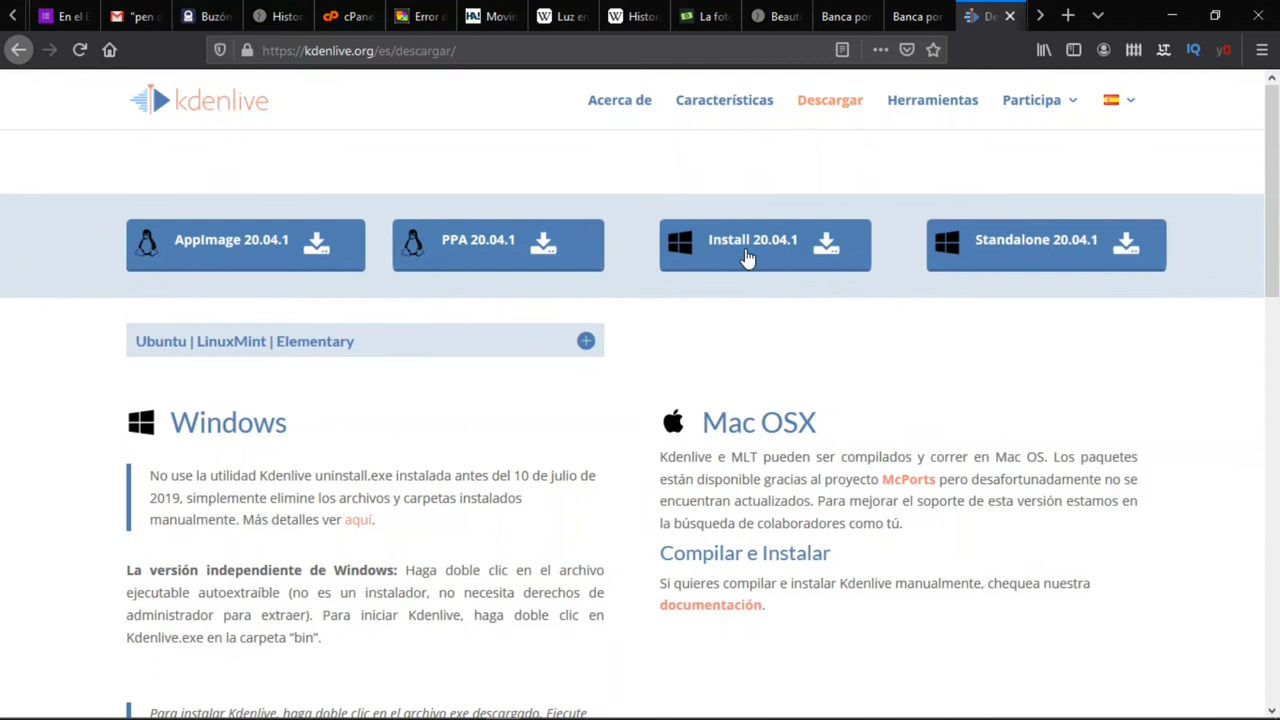 En el E
"pen d
Buzón
Histor
cPane
Error d
HA!
Movin
W
Luz en
W
Histor
La foto
Beauti
Banca por
Banca por
De
https://kdenlive.org/es/descargar/
IQ
yD
kdenlive
Acerca de
Características
Descargar
Herramientas
Participa
AppImage 20.04.1
PPA 20.04.1
Install 20.04.1
Standalone 20.04.1
Ubuntu | LinuxMint | Elementary
Windows
No use la utilidad Kdenlive uninstall.exe instalada antes del 10 de julio de
2019, simplemente elimine los archivos y carpetas instalados
manualmente. Más detalles ver aquí.
La versión independiente de Windows: Haga doble clic en el archivo
ejecutable autoextraíble (no es un instalador, no necesita derechos de
administrador para extraer). Para iniciar Kdenlive, haga doble clic en
Kdenlive.exe en la carpeta “bin”.
Para instalar Kdenlive, haga doble clic en el archivo exe descargado. Ejecute
Mac OSX
Kdenlive e MLT pueden ser compilados y correr en Mac OS. Los paquetes
están disponible gracias al proyecto McPorts pero desafortunadamente no se
encuentran actualizados. Para mejorar el soporte de esta versión estamos en
la búsqueda de colaboradores como tú.
Compilar e Instalar
Si quieres compilar e instalar Kdenlive manualmente, chequea nuestra
documentación.